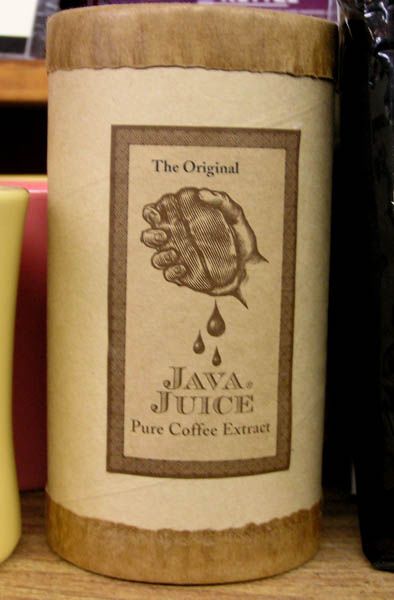 The Original
JAVA
JUICE
Pure Coffee Extract